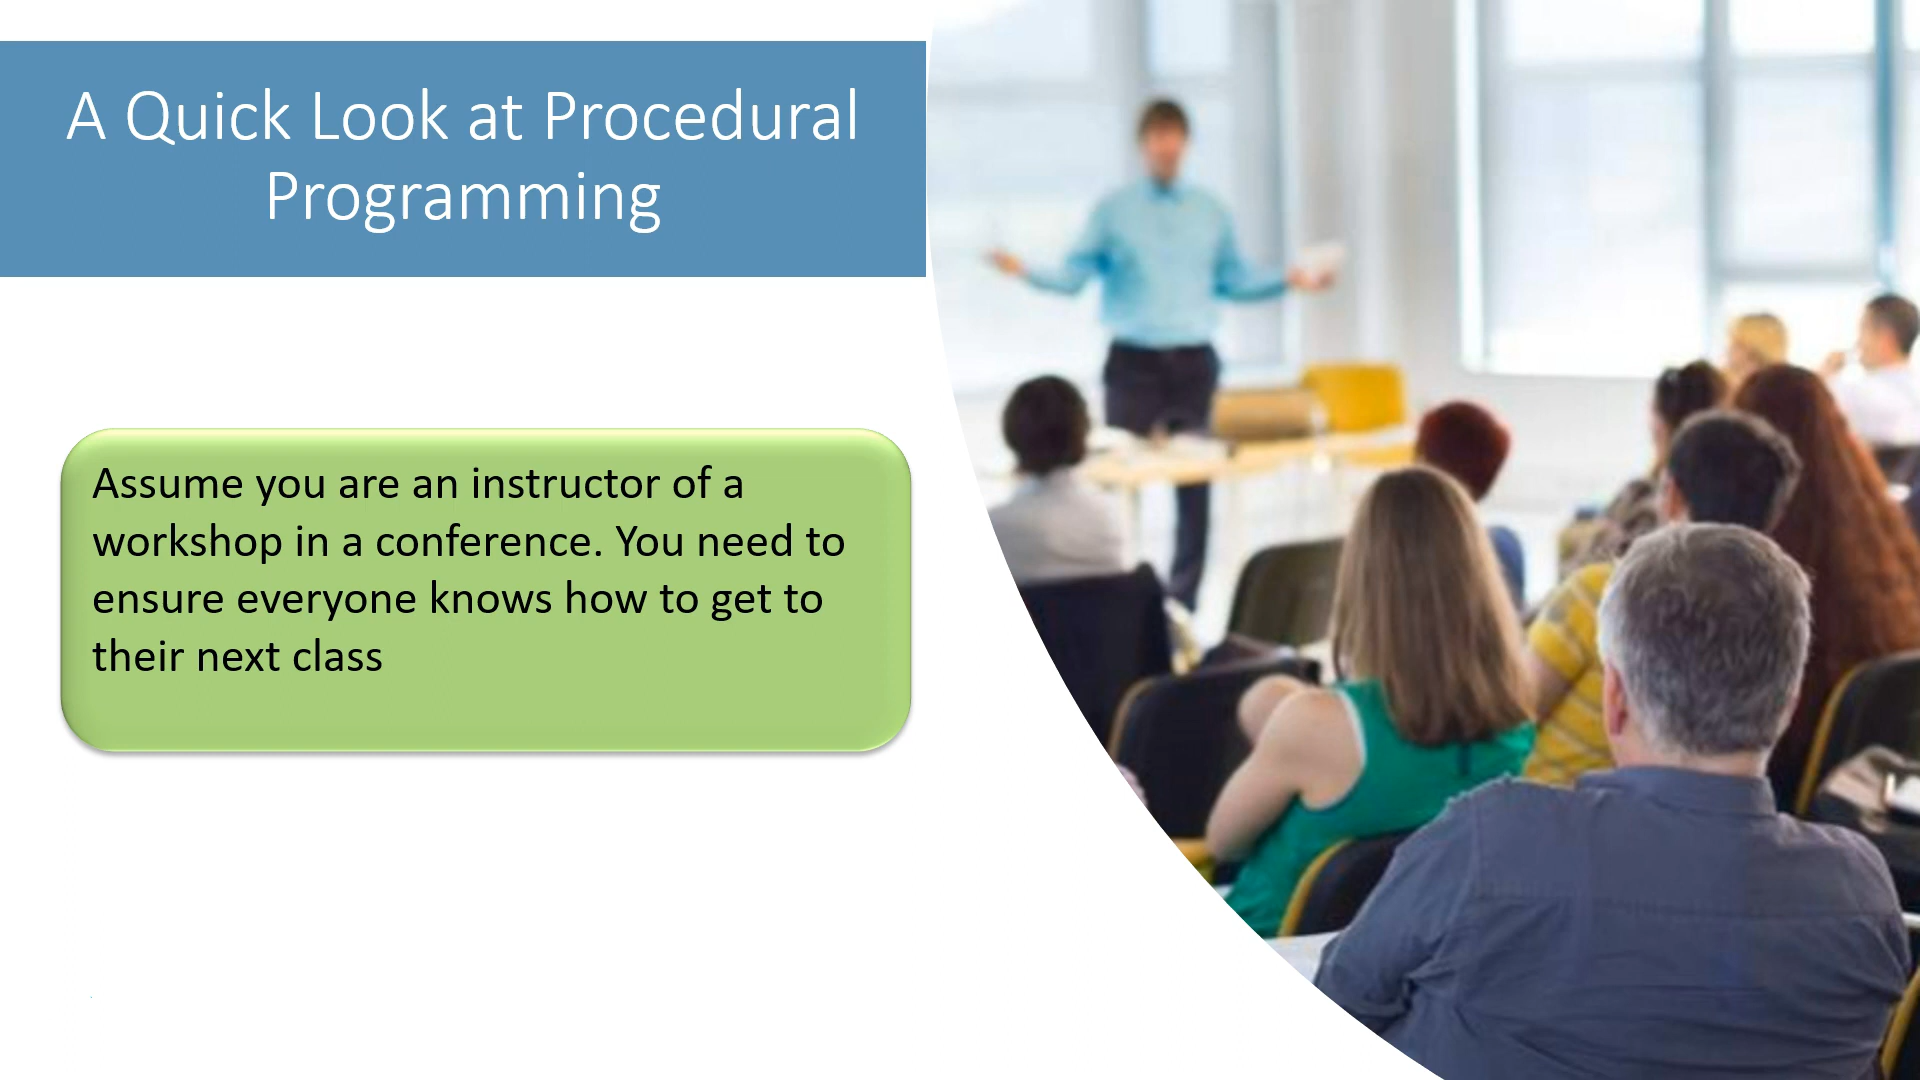 A Quick Look at Procedural
Programming
Assume you are an instructor of a
workshop in a conference. You need to
ensure everyone knows how to get to
their next class